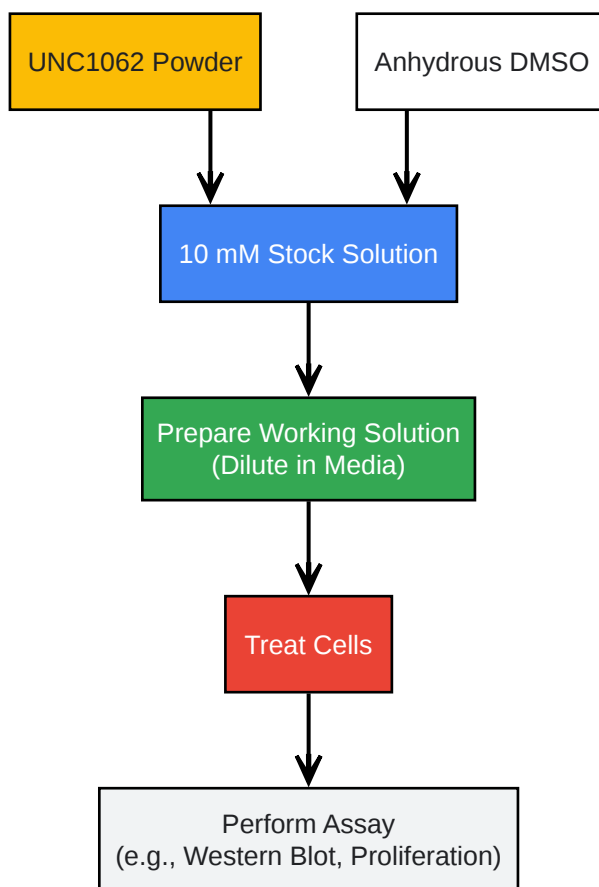 UNC1062 Powder
Anhydrous DMSO
10 mM Stock Solution
Prepare Working Solution
(Dilute in Media)
Treat Cells
Perform Assay
(e.g., Western Blot, Proliferation)